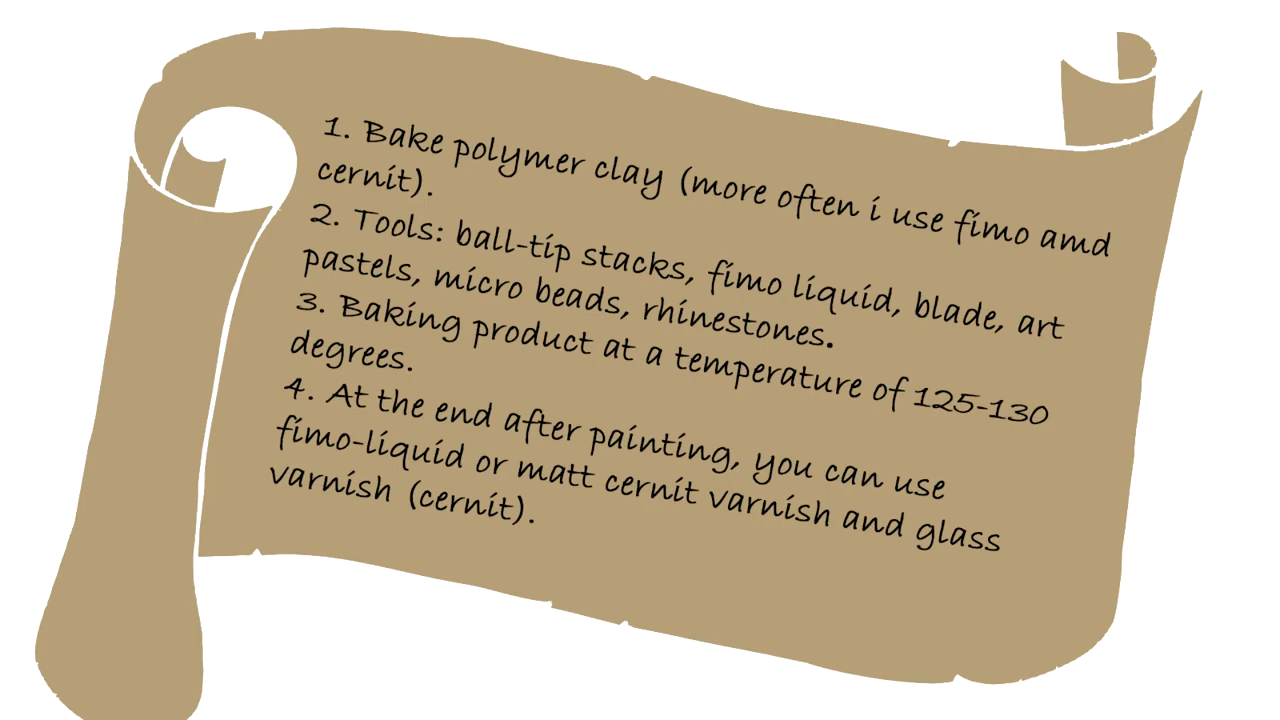 1. Bake polymer clay (more often i use fimo amd
cernit).
2. Tools: ball-tip stacks, fimo liquid, blade, art
pastels, micro beads, rhinestones.
3. Baking product at a temperature of 125-130
degrees.
4. At the end after painting, you can use
fimo-liquid or matt cernit varnish and glass
varnish (cernit).